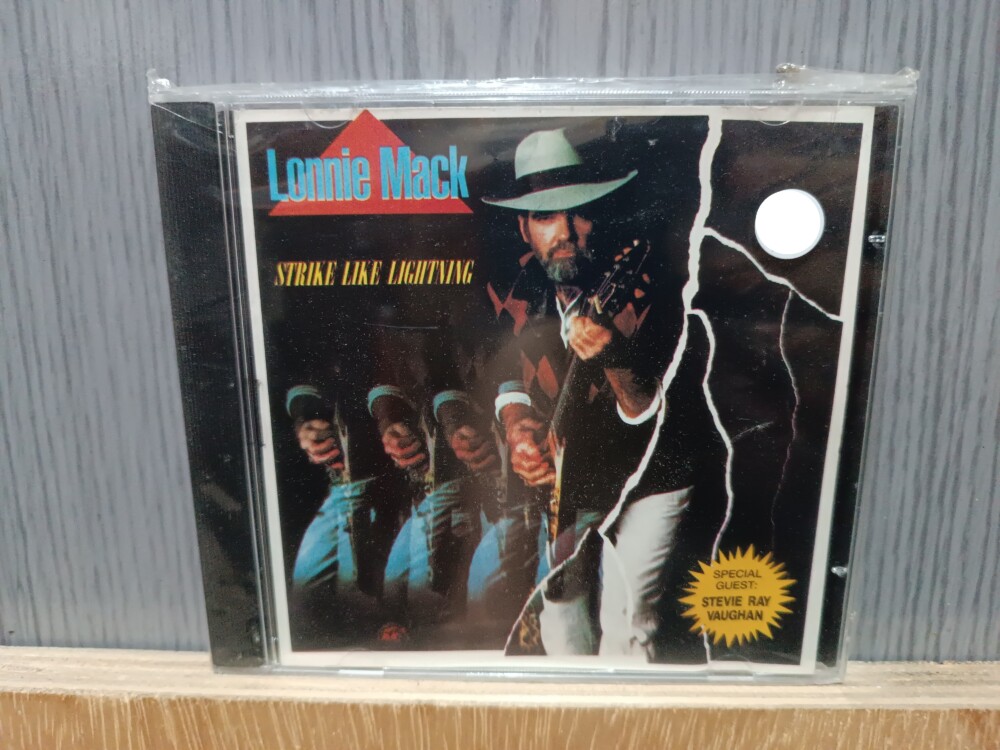 Lonnie Mack
STRIKE LIKE LIGHTNING
SPECIAL
GUEST:
STEVIE RAY
VAUGHAN